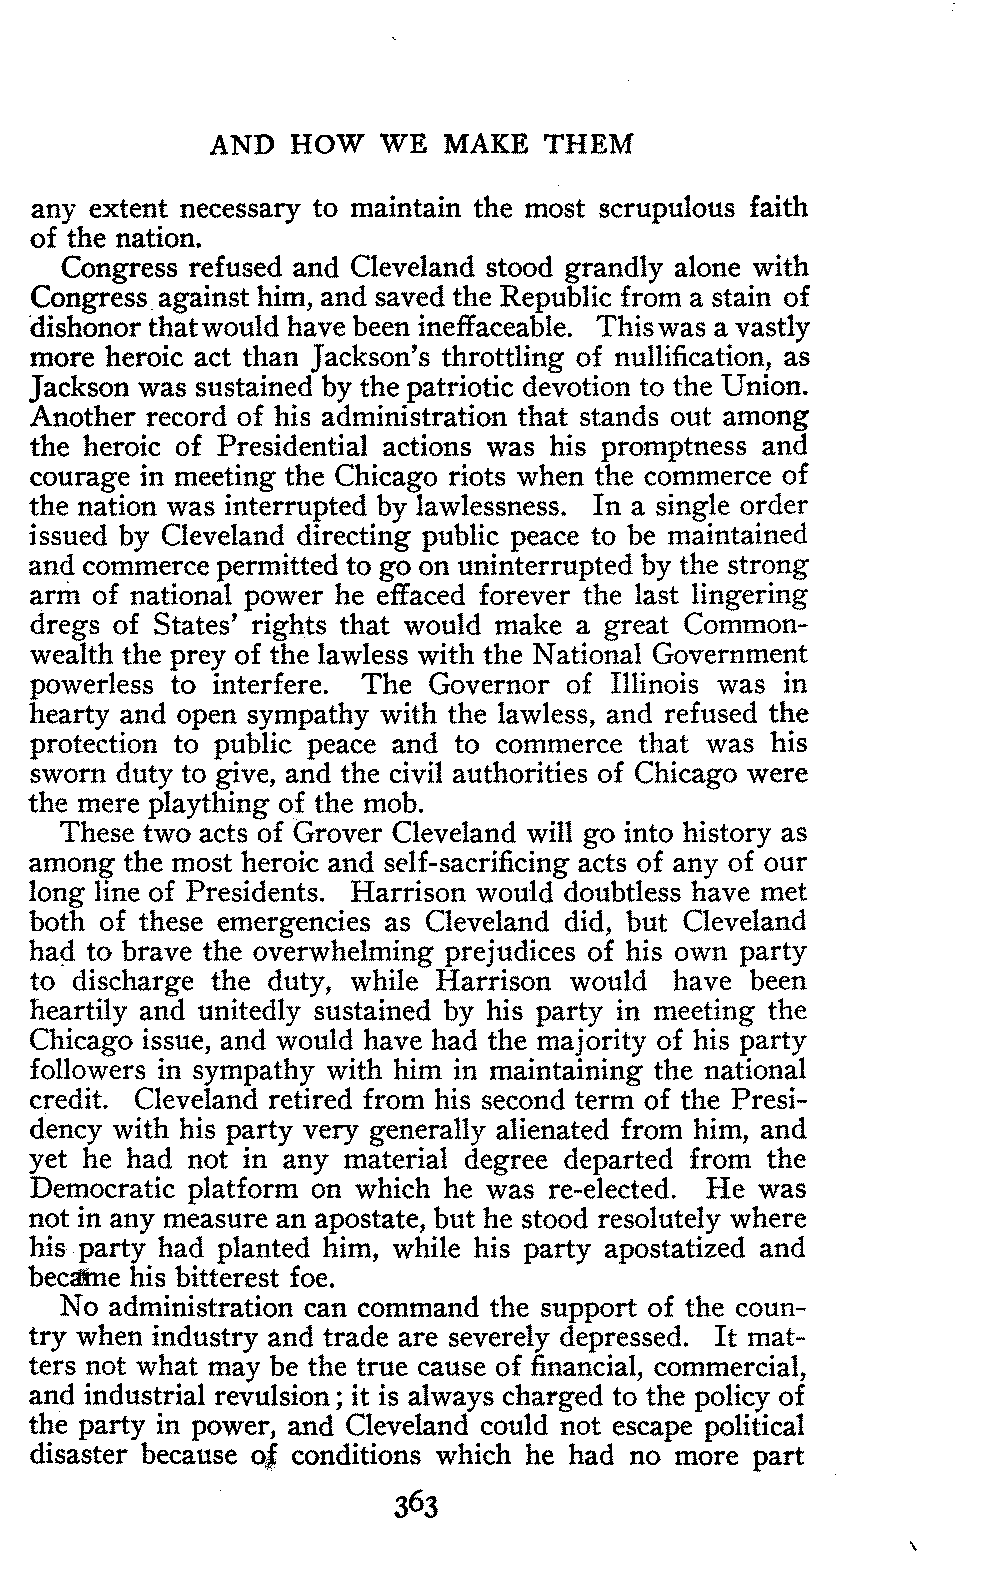 AND HOW WE MAKE THEM
any extent necessary to maintain the most scrupulous faith
of the nation.
Congress refused and Cleveland stood grandly alone with
Congress against him, and saved the Republic from a stain of
dishonor that would have been ineffaceable. This was a vastly
more heroic act than Jackson's throttling of nullification, as
Jackson was sustained by the patriotic devotion to the Union.
Another record of his administration that stands out among
the heroic of Presidential actions was his promptness and
courage in meeting the Chicago riots when the commerce of
the nation was interrupted by lawlessness. In a single order
issued by Cleveland directing public peace to be maintained
and commerce permitted to go on uninterrupted by the strong
arm of national power he effaced forever the last lingering
dregs of States' rights that would make a great Common-
wealth the prey of the lawless with the National Government
powerless to interfere. The Governor of Illinois was in
hearty and open sympathy with the lawless, and refused the
protection to public peace and to commerce that was his
sworn duty to give, and the civil authorities of Chicago were
the mere plaything of the mob.
These two acts of Grover Cleveland will go into history as
among the most heroic and self-sacrificing acts of any of our
long line of Presidents. Harrison would doubtless have met
both of these emergencies as Cleveland did, but Cleveland
had to brave the overwhelming prejudices of his own party
to discharge the duty, while Harrison would have been
heartily and unitedly sustained by his party in meeting the
Chicago issue, and would have had the majority of his party
followers in sympathy with him in maintaining the national
credit. Cleveland retired from his second term of the Presi-
dency with his party very generally alienated from him, and
yet he had not in any material degree departed from the
Democratic platform on which he was re-elected. He was
not in any measure an apostate, but he stood resolutely where
his party had planted him, while his party apostatized and
became his bitterest foe.
No administration can command the support of the coun-
try when industry and trade are severely depressed. It mat-
ters not what may be the true cause of financial, commercial,
and industrial revulsion; it is always charged to the policy of
the party in power, and Cleveland could not escape political
disaster because of conditions which he had no more part
363